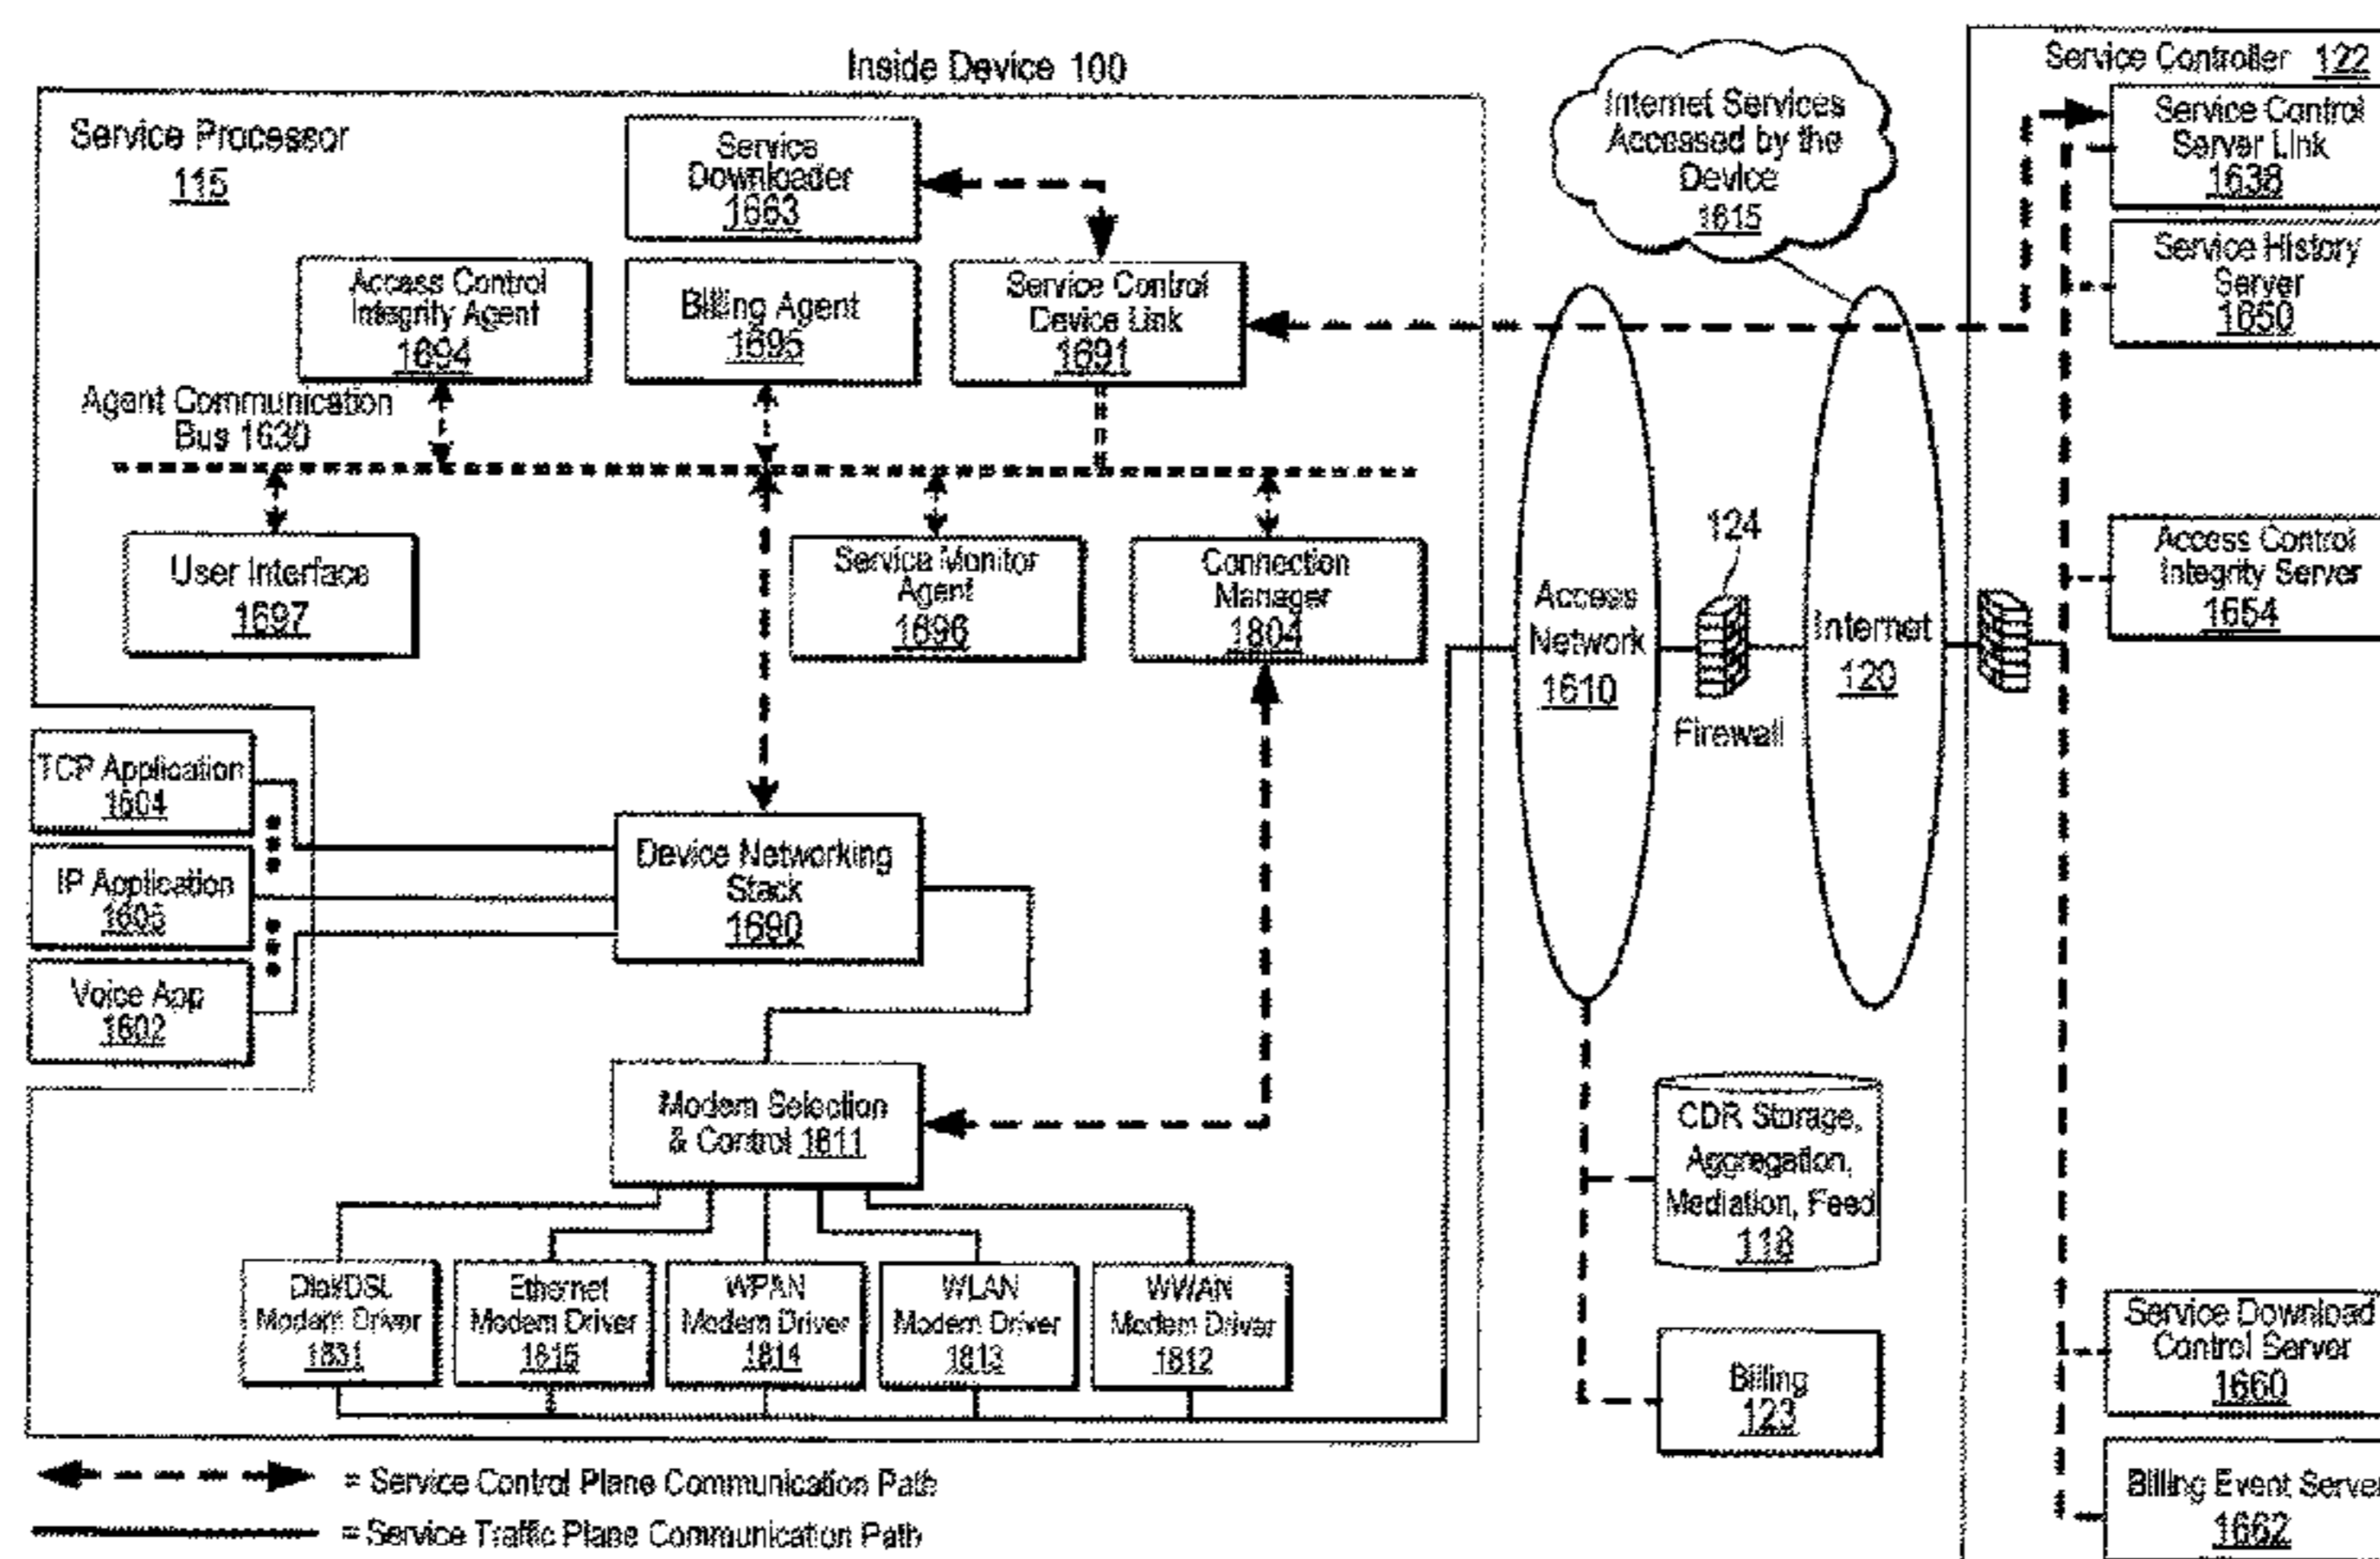 Inside Device 100
Service Processor
115
Service
Downloader
1663
Access Control
Integrity Agent
1694
Billing Agent
1695
Service Control
Device Link
1691
Agent Communication
Bus 1630
User Interface
1697
Service Monitor
Agent
1696
Connection
Manager
1804
TCP Application
1604
IP Application
1605
Voice App
1602
Device Networking
Stack
1690
Modem Selection
& Control 1811
Dial/DSL
Modem Driver
1831
Ethernet
Modem Driver
1815
WPAN
Modem Driver
1814
WLAN
Modem Driver
1813
WWAN
Modem Driver
1812
Internet Services
Accessed by the
Device
1615
Access
Network
1610
124
Firewall
Internet
120
CDR Storage,
Aggregation,
Mediation, Feed
118
Billing
123
Service Controller 122
Service Control
Server Link
1638
Service History
Server
1650
Access Control
Integrity Server
1654
Service Download
Control Server
1660
Billing Event Server
1662
= Service Control Plane Communication Path
= Service Traffic Plane Communication Path